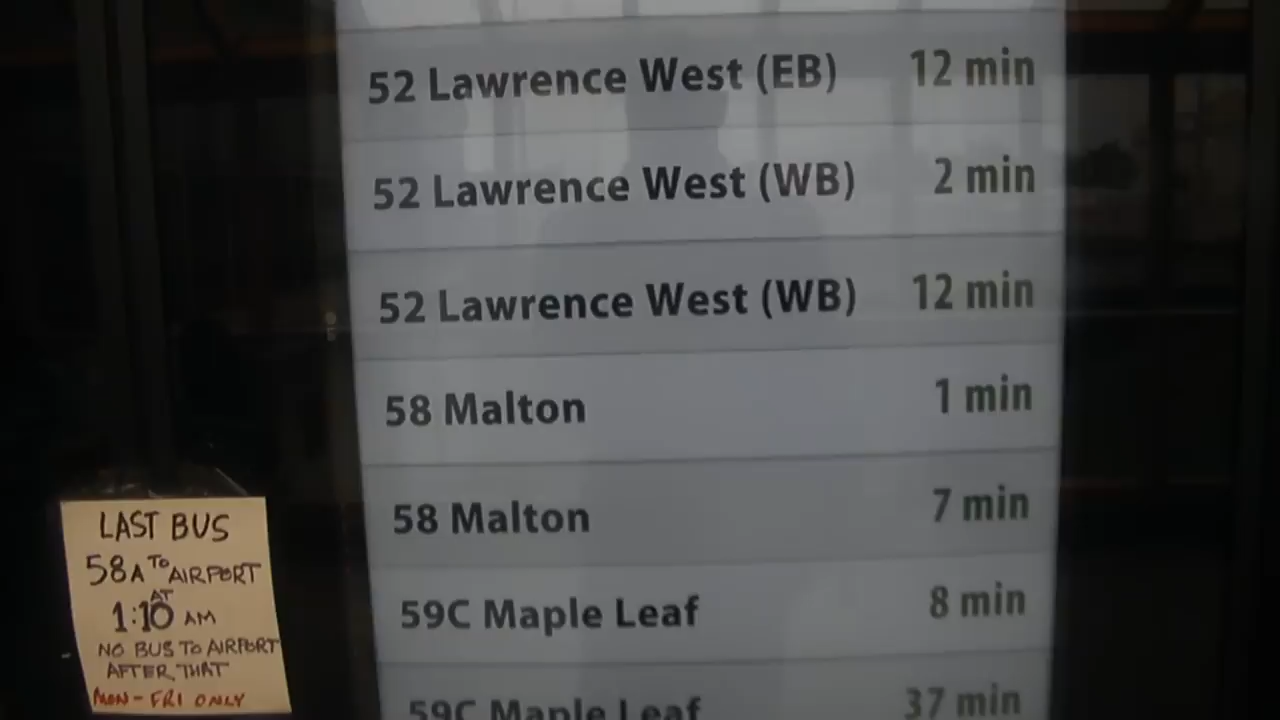 52 Lawrence West (EB) 12 min
52 Lawrence West (WB) 2 min
52 Lawrence West (WB) 12 min
58 Malton 1 min
58 Malton 7 min
59C Maple Leaf 8 min
59C Maple Leaf 37 min
LAST BUS
58A TO AIRPORT
AT
1:10 AM
NO BUS TO AIRPORT
AFTER THAT
MON-FRI ONLY